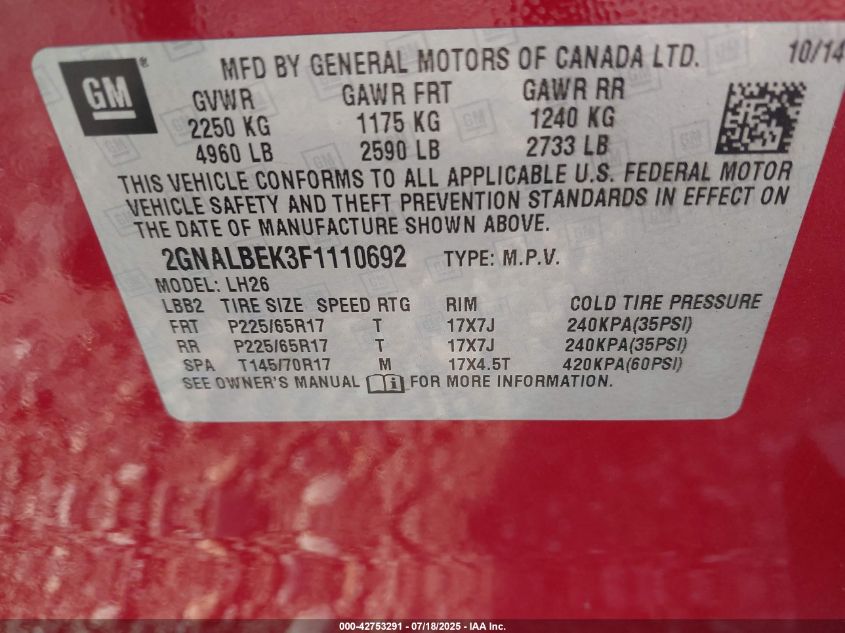 GM ®
MFD BY GENERAL MOTORS OF CANADA LTD. 10/14
GVWR GAWR FRT GAWR RR
2250 KG 1175 KG 1240 KG
4960 LB 2590 LB 2733 LB
THIS VEHICLE CONFORMS TO ALL APPLICABLE U.S. FEDERAL MOTOR
VEHICLE SAFETY AND THEFT PREVENTION STANDARDS IN EFFECT ON
THE DATE OF MANUFACTURE SHOWN ABOVE.
2GNALBEK3F1110692 TYPE: M.P.V.
MODEL: LH26
LBB2 TIRE SIZE SPEED RTG RIM COLD TIRE PRESSURE
FRT P225/65R17 T 17X7J 240KPA(35PSI)
RR P225/65R17 T 17X7J 240KPA(35PSI)
SPA T145/70R17 M 17X4.5T 420KPA(60PSI)
SEE OWNER'S MANUAL FOR MORE INFORMATION.
000-42753291 - 07/18/2025 - IAA Inc.